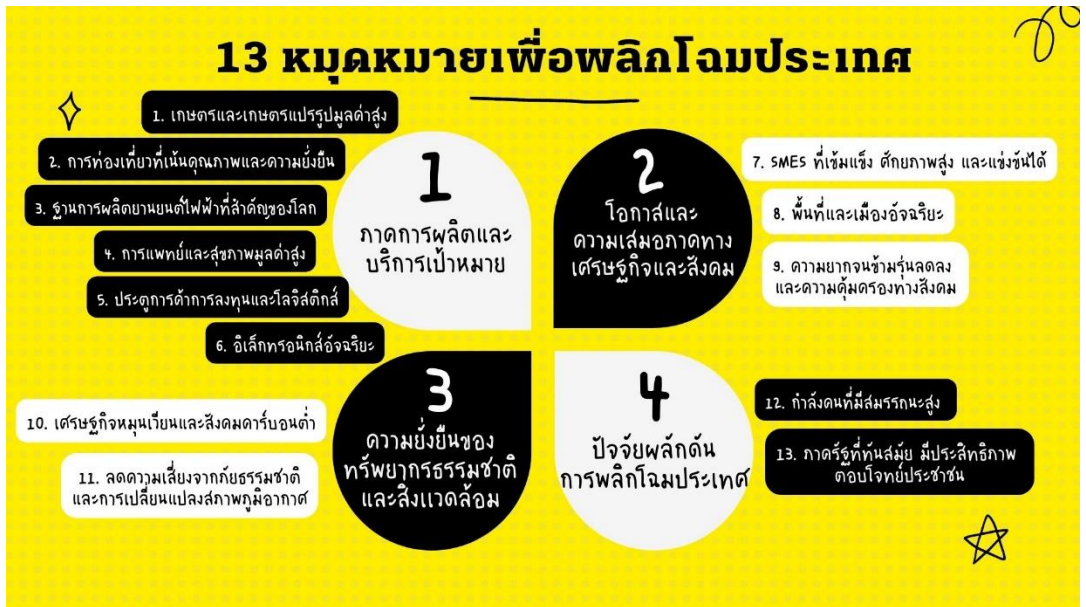 13 หมุดหมายเพื่อพลิกโฉมประเทศ
1
ภาคการผลิตและ
บริการเป้าหมาย
1. เกษตรและเกษตรแปรรูปมูลค่าสูง
2. การท่องเที่ยวที่เน้นคุณภาพและความยั่งยืน
3. ฐานการผลิตยานยนต์ไฟฟ้าที่สำคัญของโลก
4. การแพทย์และสุขภาพมูลค่าสูง
5. ประตูการค้าการลงทุนและโลจิสติกส์
6. อิเล็กทรอนิกส์อัจฉริยะ
2
โอกาสและ
ความเสมอภาคทาง
เศรษฐกิจและสังคม
7. SMES ที่เข้มแข็ง ศักยภาพสูง และแข่งขันได้
8. พื้นที่และเมืองอัจฉริยะ
9. ความยากจนข้ามรุ่นลดลง
และความคุ้มครองทางสังคม
3
ความยั่งยืนของ
ทรัพยากรธรรมชาติ
และสิ่งแวดล้อม
10. เศรษฐกิจหมุนเวียนและสังคมคาร์บอนต่ำ
11. ลดความเสี่ยงจากภัยธรรมชาติ
และการเปลี่ยนแปลงสภาพภูมิอากาศ
4
ปัจจัยผลักดัน
การพลิกโฉมประเทศ
12. กำลังคนที่มีสมรรถนะสูง
13. ภาครัฐที่ทันสมัย มีประสิทธิภาพ
ตอบโจทย์ประชาชน